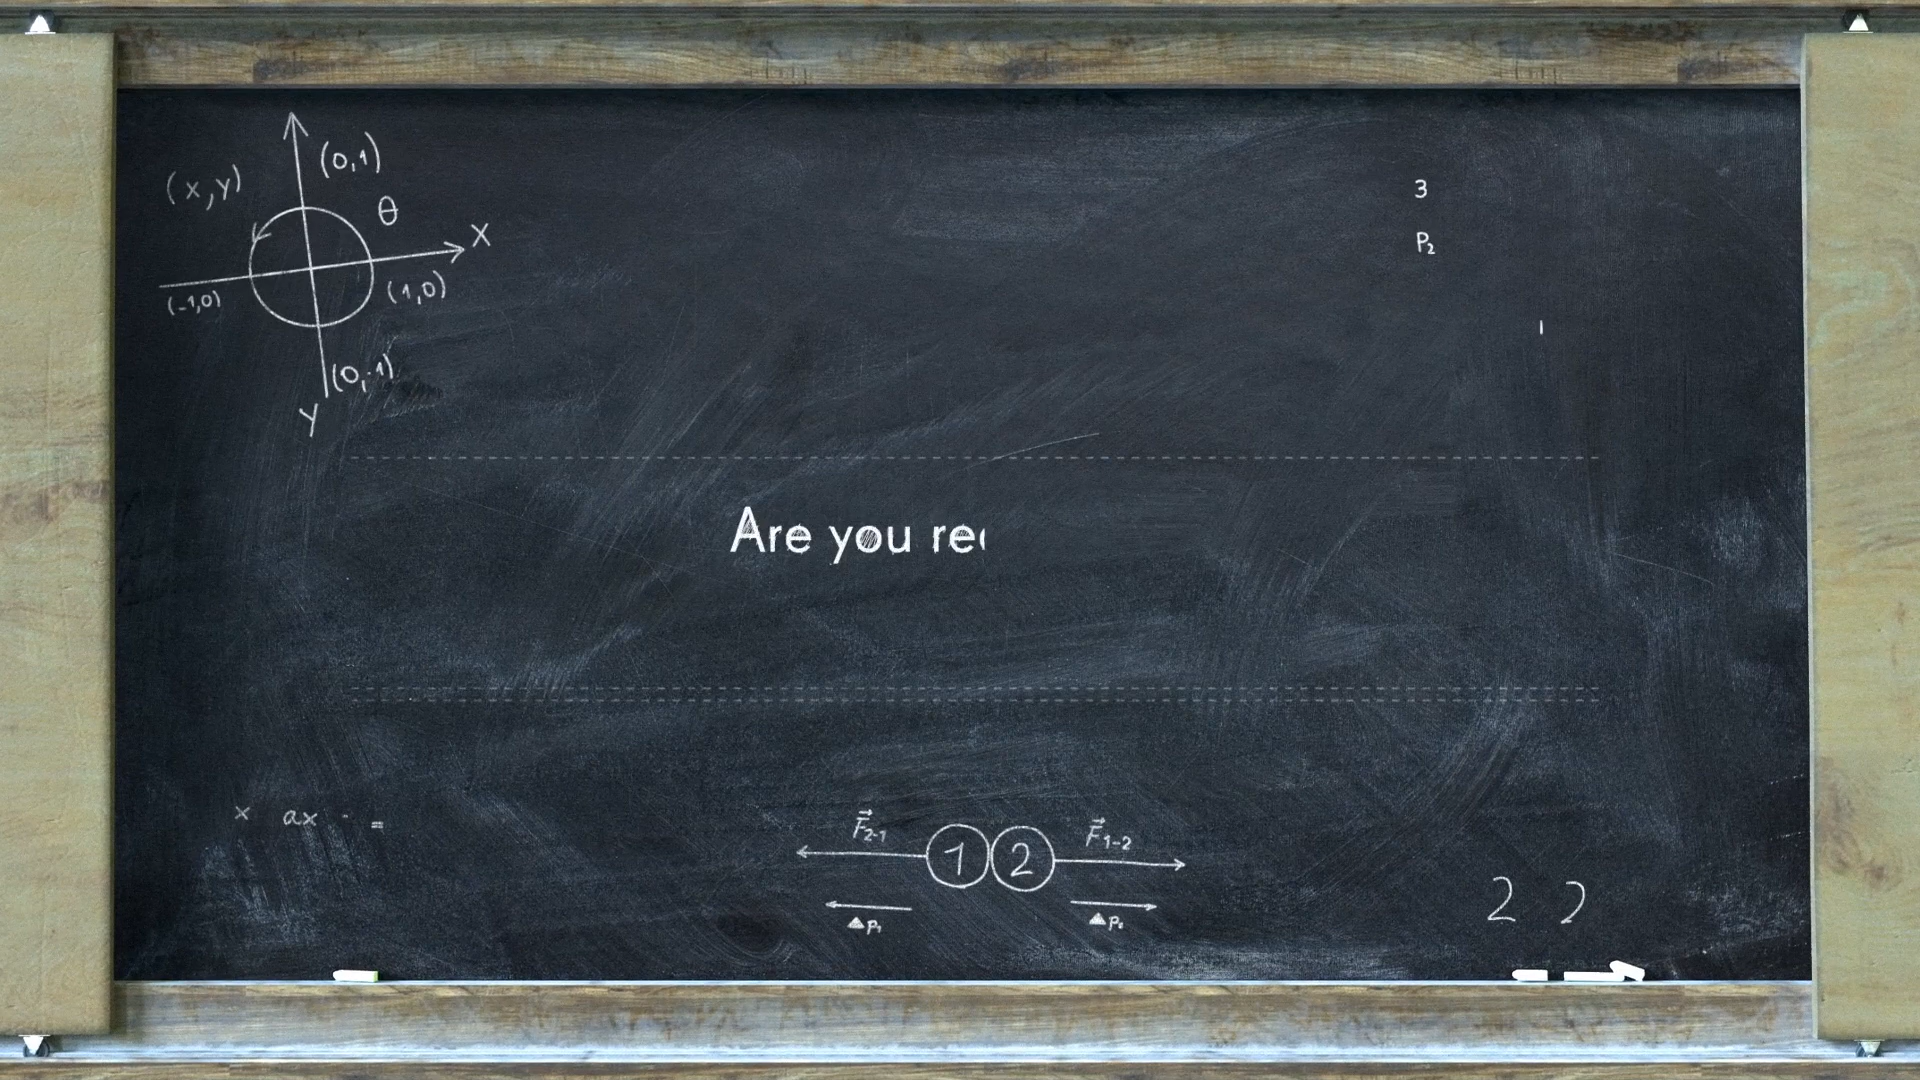 (0,1)
(x,y)
θ
X
(-1,0)
(1,0)
(0,-1)
y
3
P₂
Are you re
x ax - =
F⃗₂₋₁
1 2
F⃗₁₋₂
▲P₁
2 2